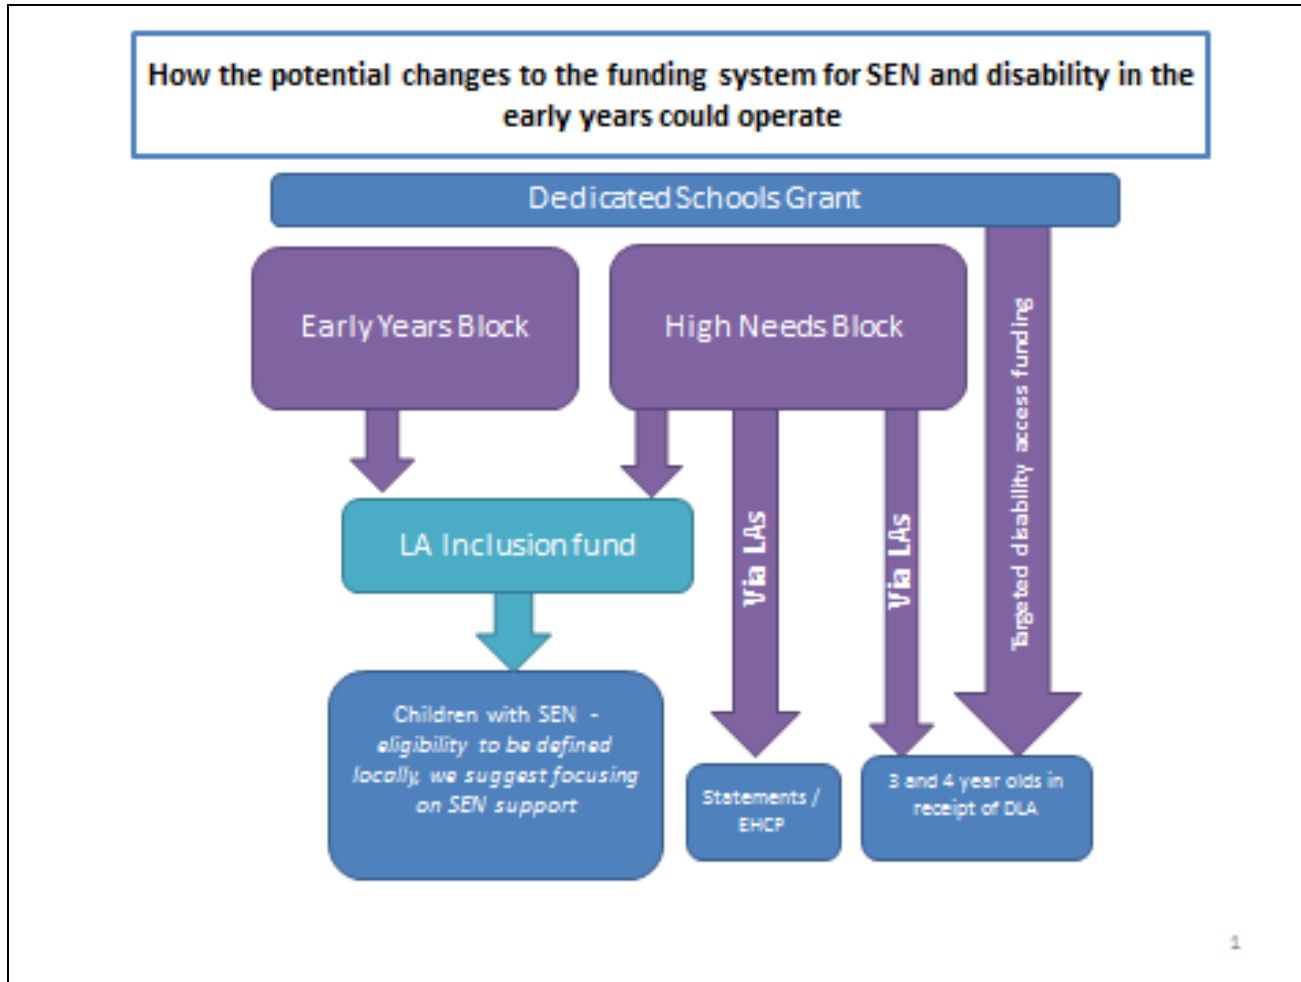 How the potential changes to the funding system for SEN and disability in the
early years could operate
Dedicated Schools Grant
Early Years Block
High Needs Block
Targeted disability access funding
LA Inclusion fund
Via LAs
Via LAs
Children with SEN -
eligibility to be defined
locally, we suggest focusing
on SEN support
Statements /
EHCP
3 and 4 year olds in
receipt of DLA
1